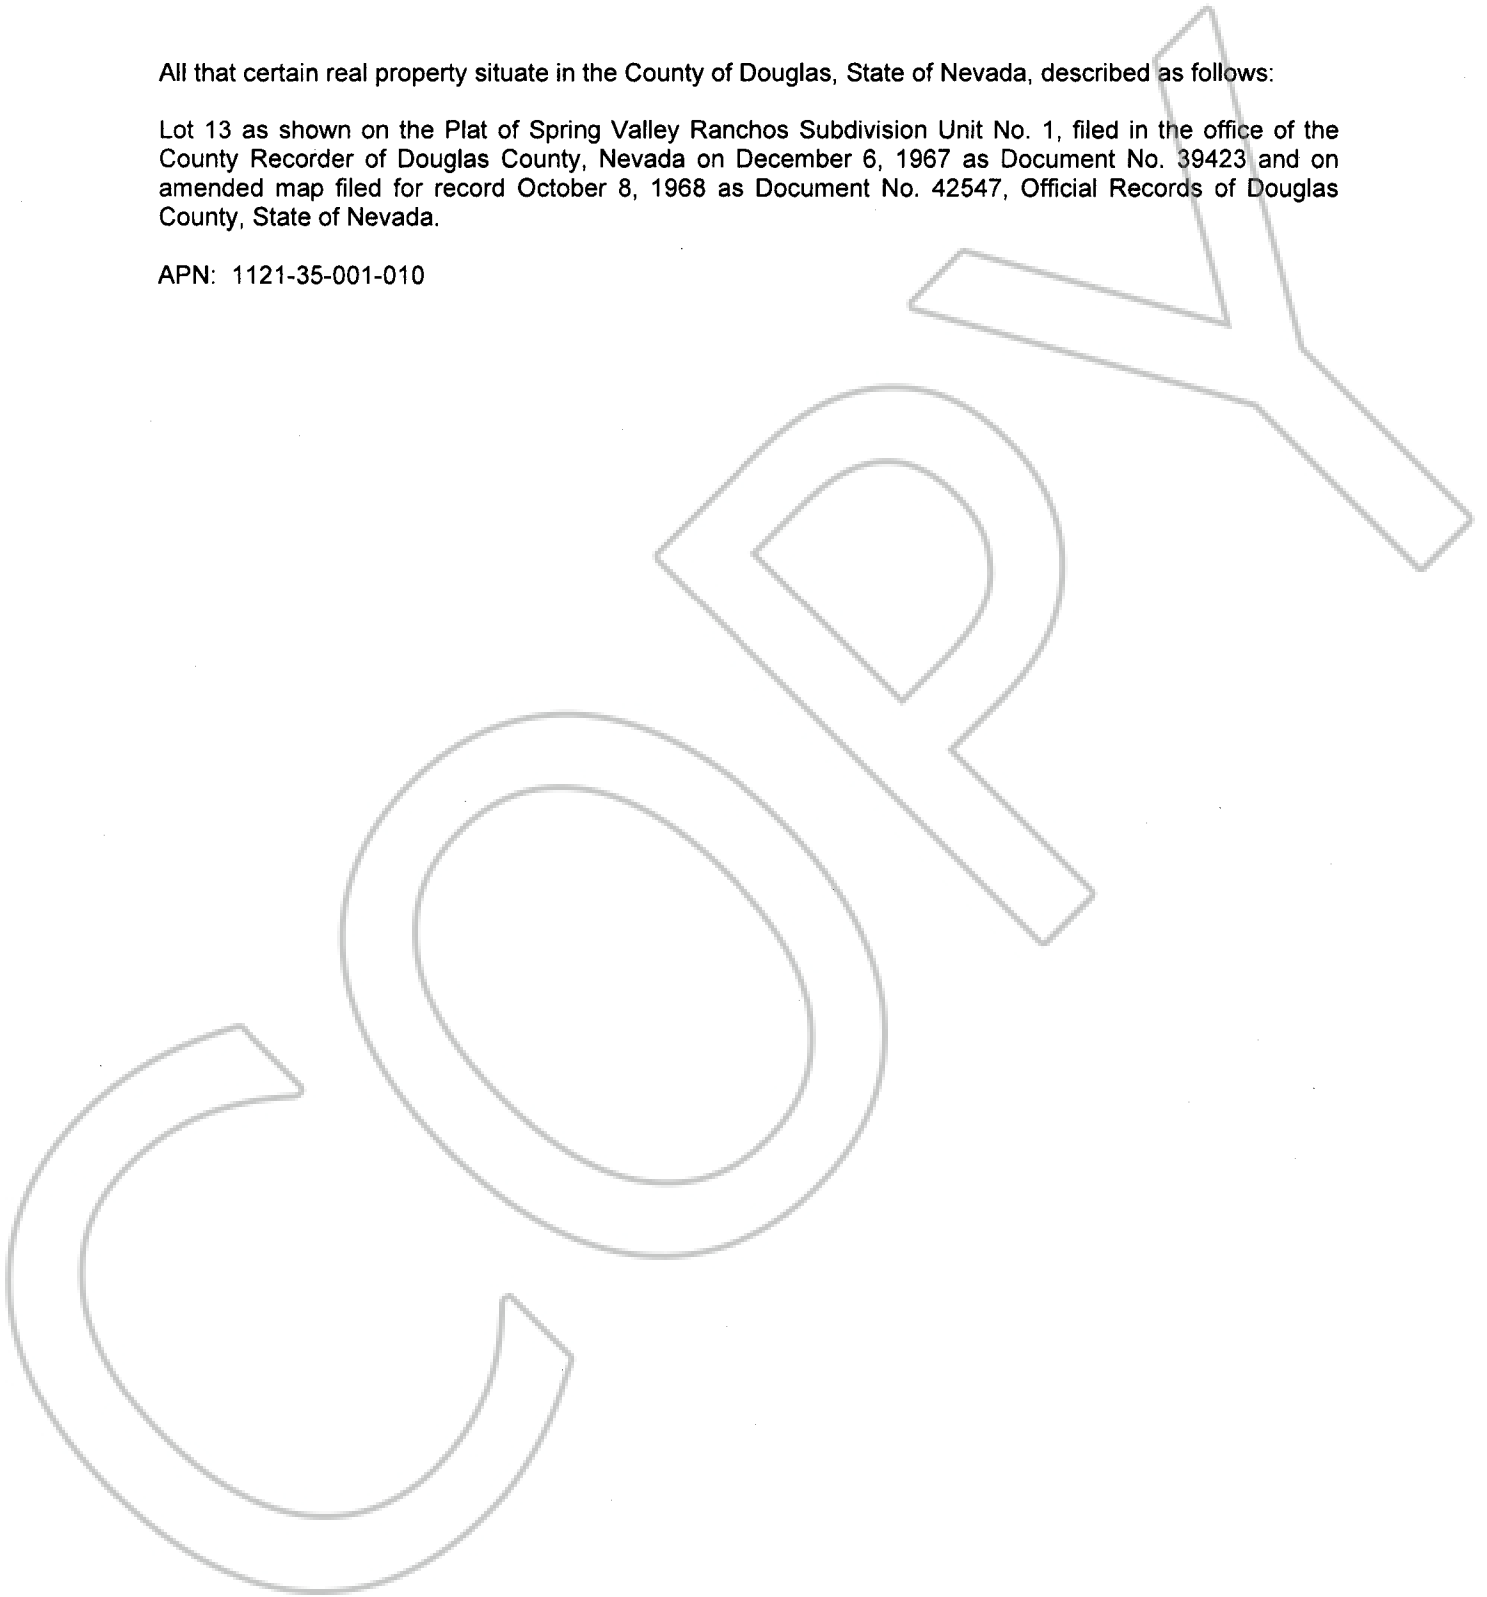 All that certain real property situate in the County of Douglas, State of Nevada, described as follows:
Lot 13 as shown on the Plat of Spring Valley Ranchos Subdivision Unit No. 1, filed in the office of the
County Recorder of Douglas County, Nevada on December 6, 1967 as Document No. 39423 and on
amended map filed for record October 8, 1968 as Document No. 42547, Official Records of Douglas
County, State of Nevada.
APN: 1121-35-001-010
COPY